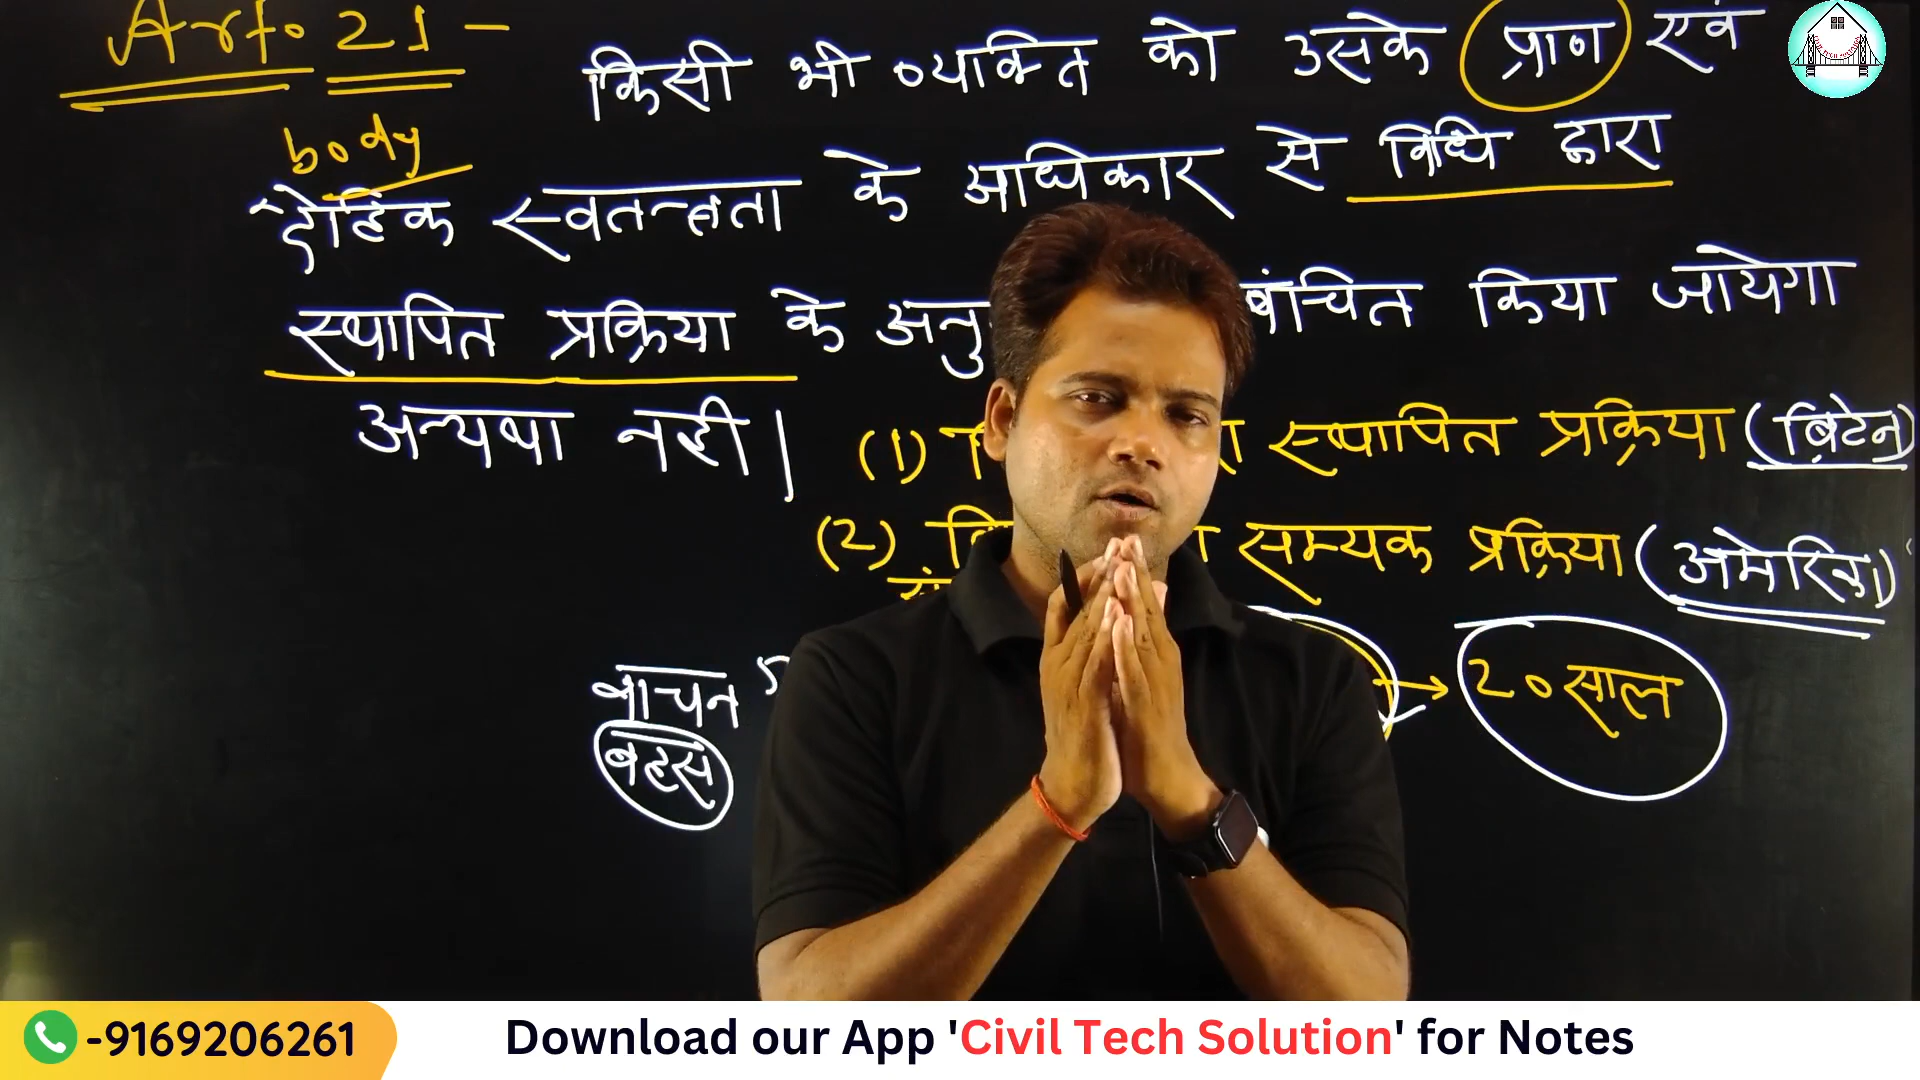 Art. 21 -
किसी भी व्यक्ति को उसके प्राण एवं
body
दैहिक स्वतन्त्रता के अधिकार से विधि द्वारा
स्थापित प्रक्रिया के वंचित किया जायेगा
अन्यथा नही।
(1) स्थापित प्रक्रिया (ब्रिटेन)
(2) सम्यक प्रक्रिया (अमेरिका)
वाचन
बहस
→ 20 साल
-9169206261
Download our App 'Civil Tech Solution' for Notes